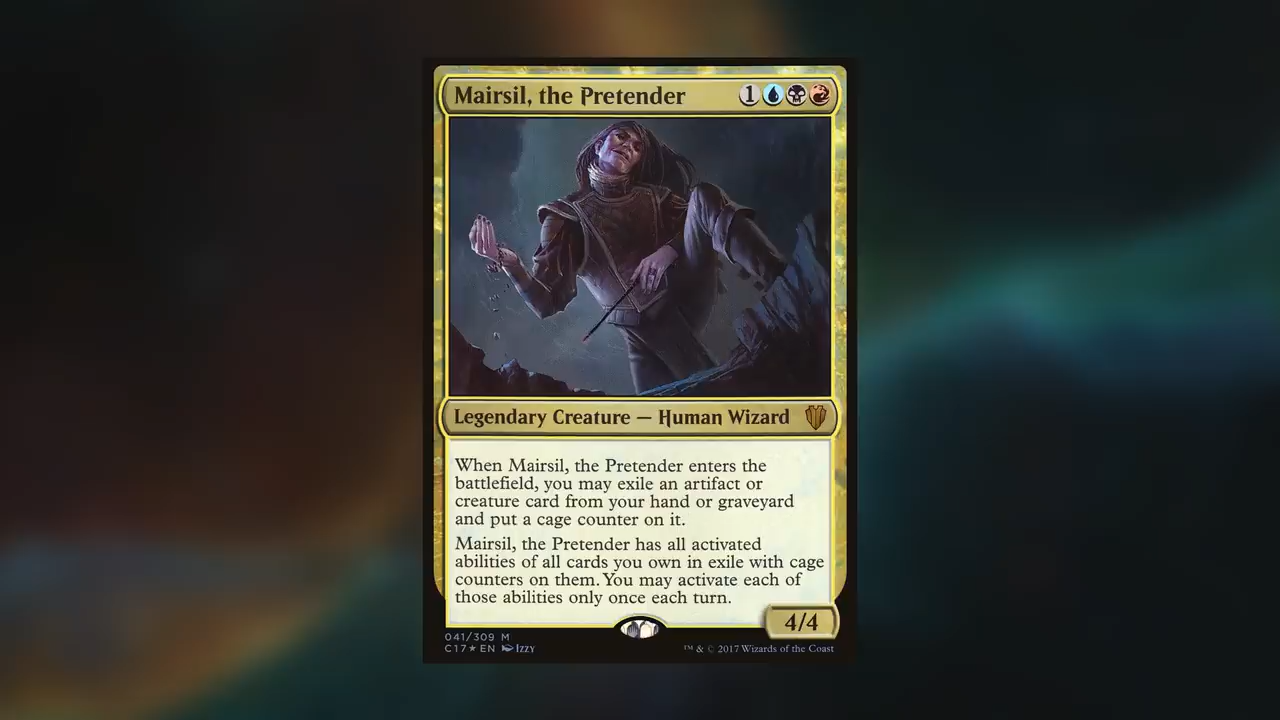 Mairsil, the Pretender 1
Legendary Creature — Human Wizard
When Mairsil, the Pretender enters the
battlefield, you may exile an artifact or
creature card from your hand or graveyard
and put a cage counter on it.
Mairsil, the Pretender has all activated
abilities of all cards you own in exile with cage
counters on them. You may activate each of
those abilities only once each turn.
4/4
041/309 M
C17★EN Izzy
™ & © 2017 Wizards of the Coast